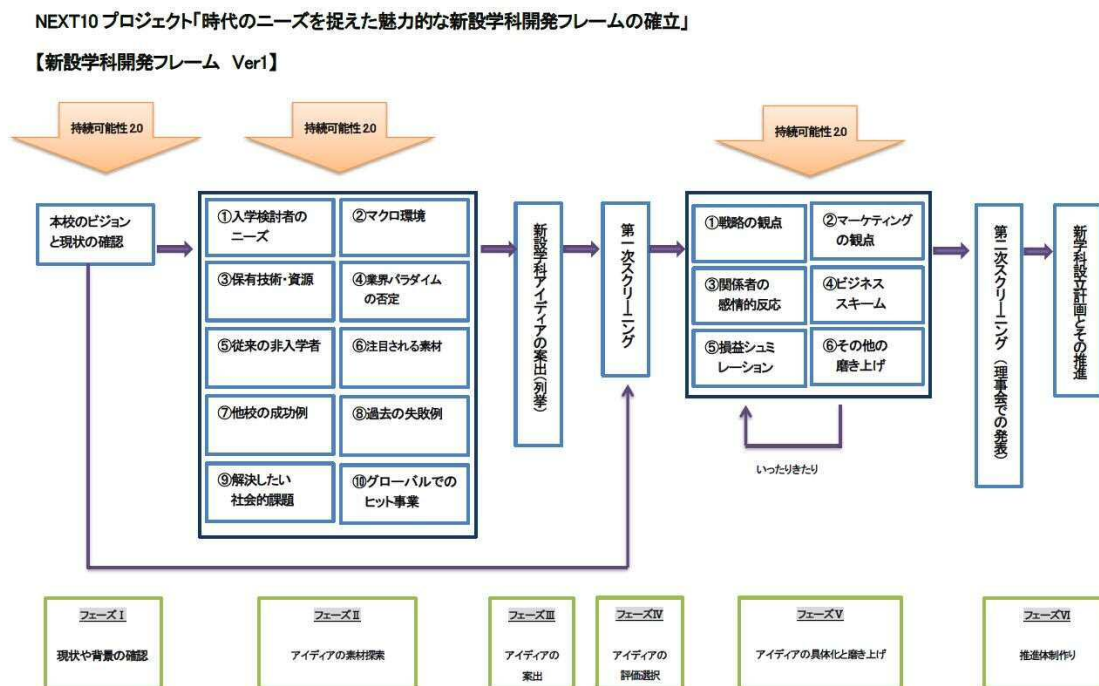 NEXT10 プロジェクト「時代のニーズを捉えた魅力的な新設学科開発フレームの確立」
【新設学科開発フレーム Ver1】
持続可能性2.0
持続可能性2.0
持続可能性2.0
本校のビジョン
と現状の確認
①入学検討者の
ニーズ
②マクロ環境
③保有技術・資源
④業界パラダイム
の否定
⑤従来の非入学者
⑥注目される素材
⑦他校の成功例
⑧過去の失敗例
⑨解決したい
社会的課題
⑩グローバルでの
ヒット事業
新設学科アイディアの案出(列挙)
第一次スクリーニング
①戦略の観点
②マーケティング
の観点
③関係者の
感情的反応
④ビジネス
スキーム
⑤損益シュミ
レーション
⑥その他の
磨き上げ
いったりきたり
第二次スクリーニング(理事会での発表)
新学科設立計画とその推進
フェーズⅠ
現状や背景の確認
フェーズⅡ
アイディアの素材探索
フェーズⅢ
アイディアの
案出
フェーズⅣ
アイディアの
評価選択
フェーズⅤ
アイディアの具体化と磨き上げ
フェーズⅥ
推進体制作り